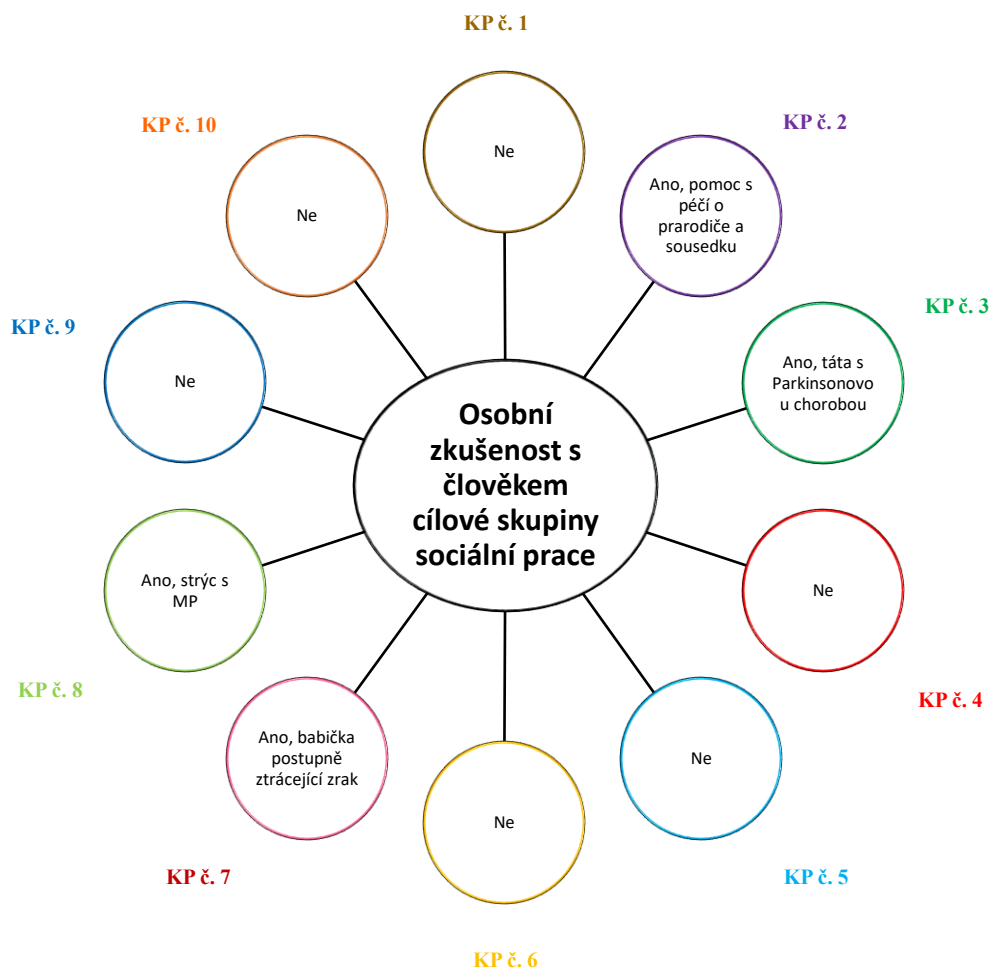 KP č. 1
Ne
KP č. 2
Ano, pomoc s
péčí o
prarodiče a
sousedku
KP č. 3
Ano, táta s
Parkinsonovo
u chorobou
KP č. 4
Ne
KP č. 5
Ne
KP č. 6
Ne
KP č. 7
Ano, babička
postupně
ztrácející zrak
KP č. 8
Ano, strýc s
MP
KP č. 9
Ne
KP č. 10
Ne
Osobní
zkušenost s
člověkem
cílové skupiny
sociální práce